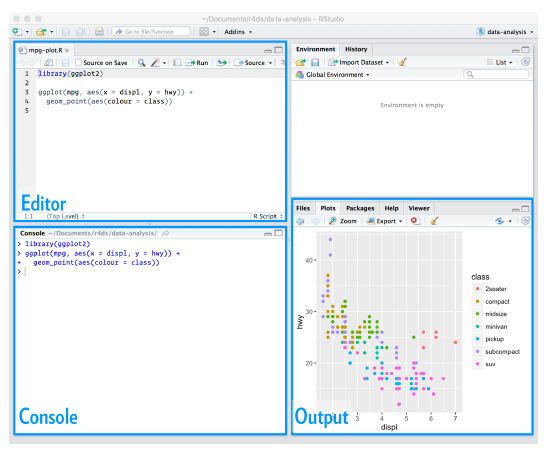 ~/Documents/r4ds/data-analysis - RStudio
Go to file/function
Addins
data-analysis
mpg-plot.R ×
Source on Save
Run
Source
1 library(ggplot2)
2
3 ggplot(mpg, aes(x = displ, y = hwy)) +
4   geom_point(aes(colour = class))
5
Editor
1:1 (Top Level)
R Script
Console ~/Documents/r4ds/data-analysis/
> library(ggplot2)
> ggplot(mpg, aes(x = displ, y = hwy)) +
+   geom_point(aes(colour = class))
>
Console
Environment History
Import Dataset
List
Global Environment
Environment is empty
Files Plots Packages Help Viewer
Zoom
Export
40
30
20
hwy
3 4 5 6 7
displ
class
2seater
compact
midsize
minivan
pickup
subcompact
suv
Output